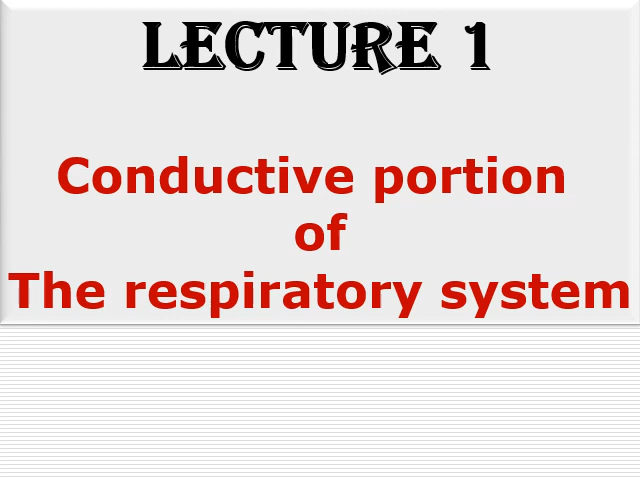 LECTURE 1
Conductive portion
of
The respiratory system